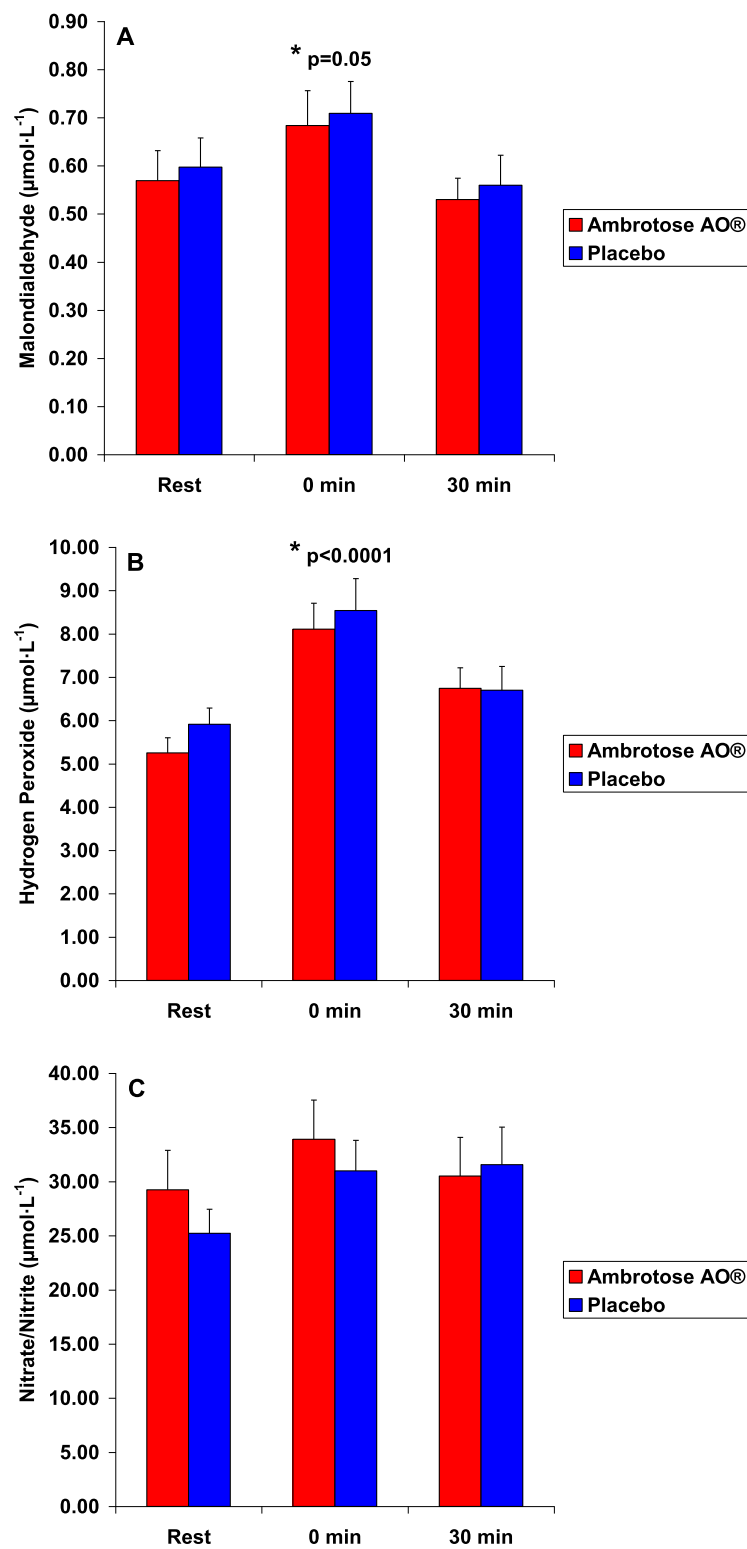 A
* p=0.05
Malondialdehyde (µmol·L⁻¹)
0.90
0.80
0.70
0.60
0.50
0.40
0.30
0.20
0.10
0.00
Rest
0 min
30 min
Ambrotose AO®
Placebo
B
* p<0.0001
Hydrogen Peroxide (µmol·L⁻¹)
10.00
9.00
8.00
7.00
6.00
5.00
4.00
3.00
2.00
1.00
0.00
Rest
0 min
30 min
Ambrotose AO®
Placebo
C
Nitrate/Nitrite (µmol·L⁻¹)
40.00
35.00
30.00
25.00
20.00
15.00
10.00
5.00
0.00
Rest
0 min
30 min
Ambrotose AO®
Placebo